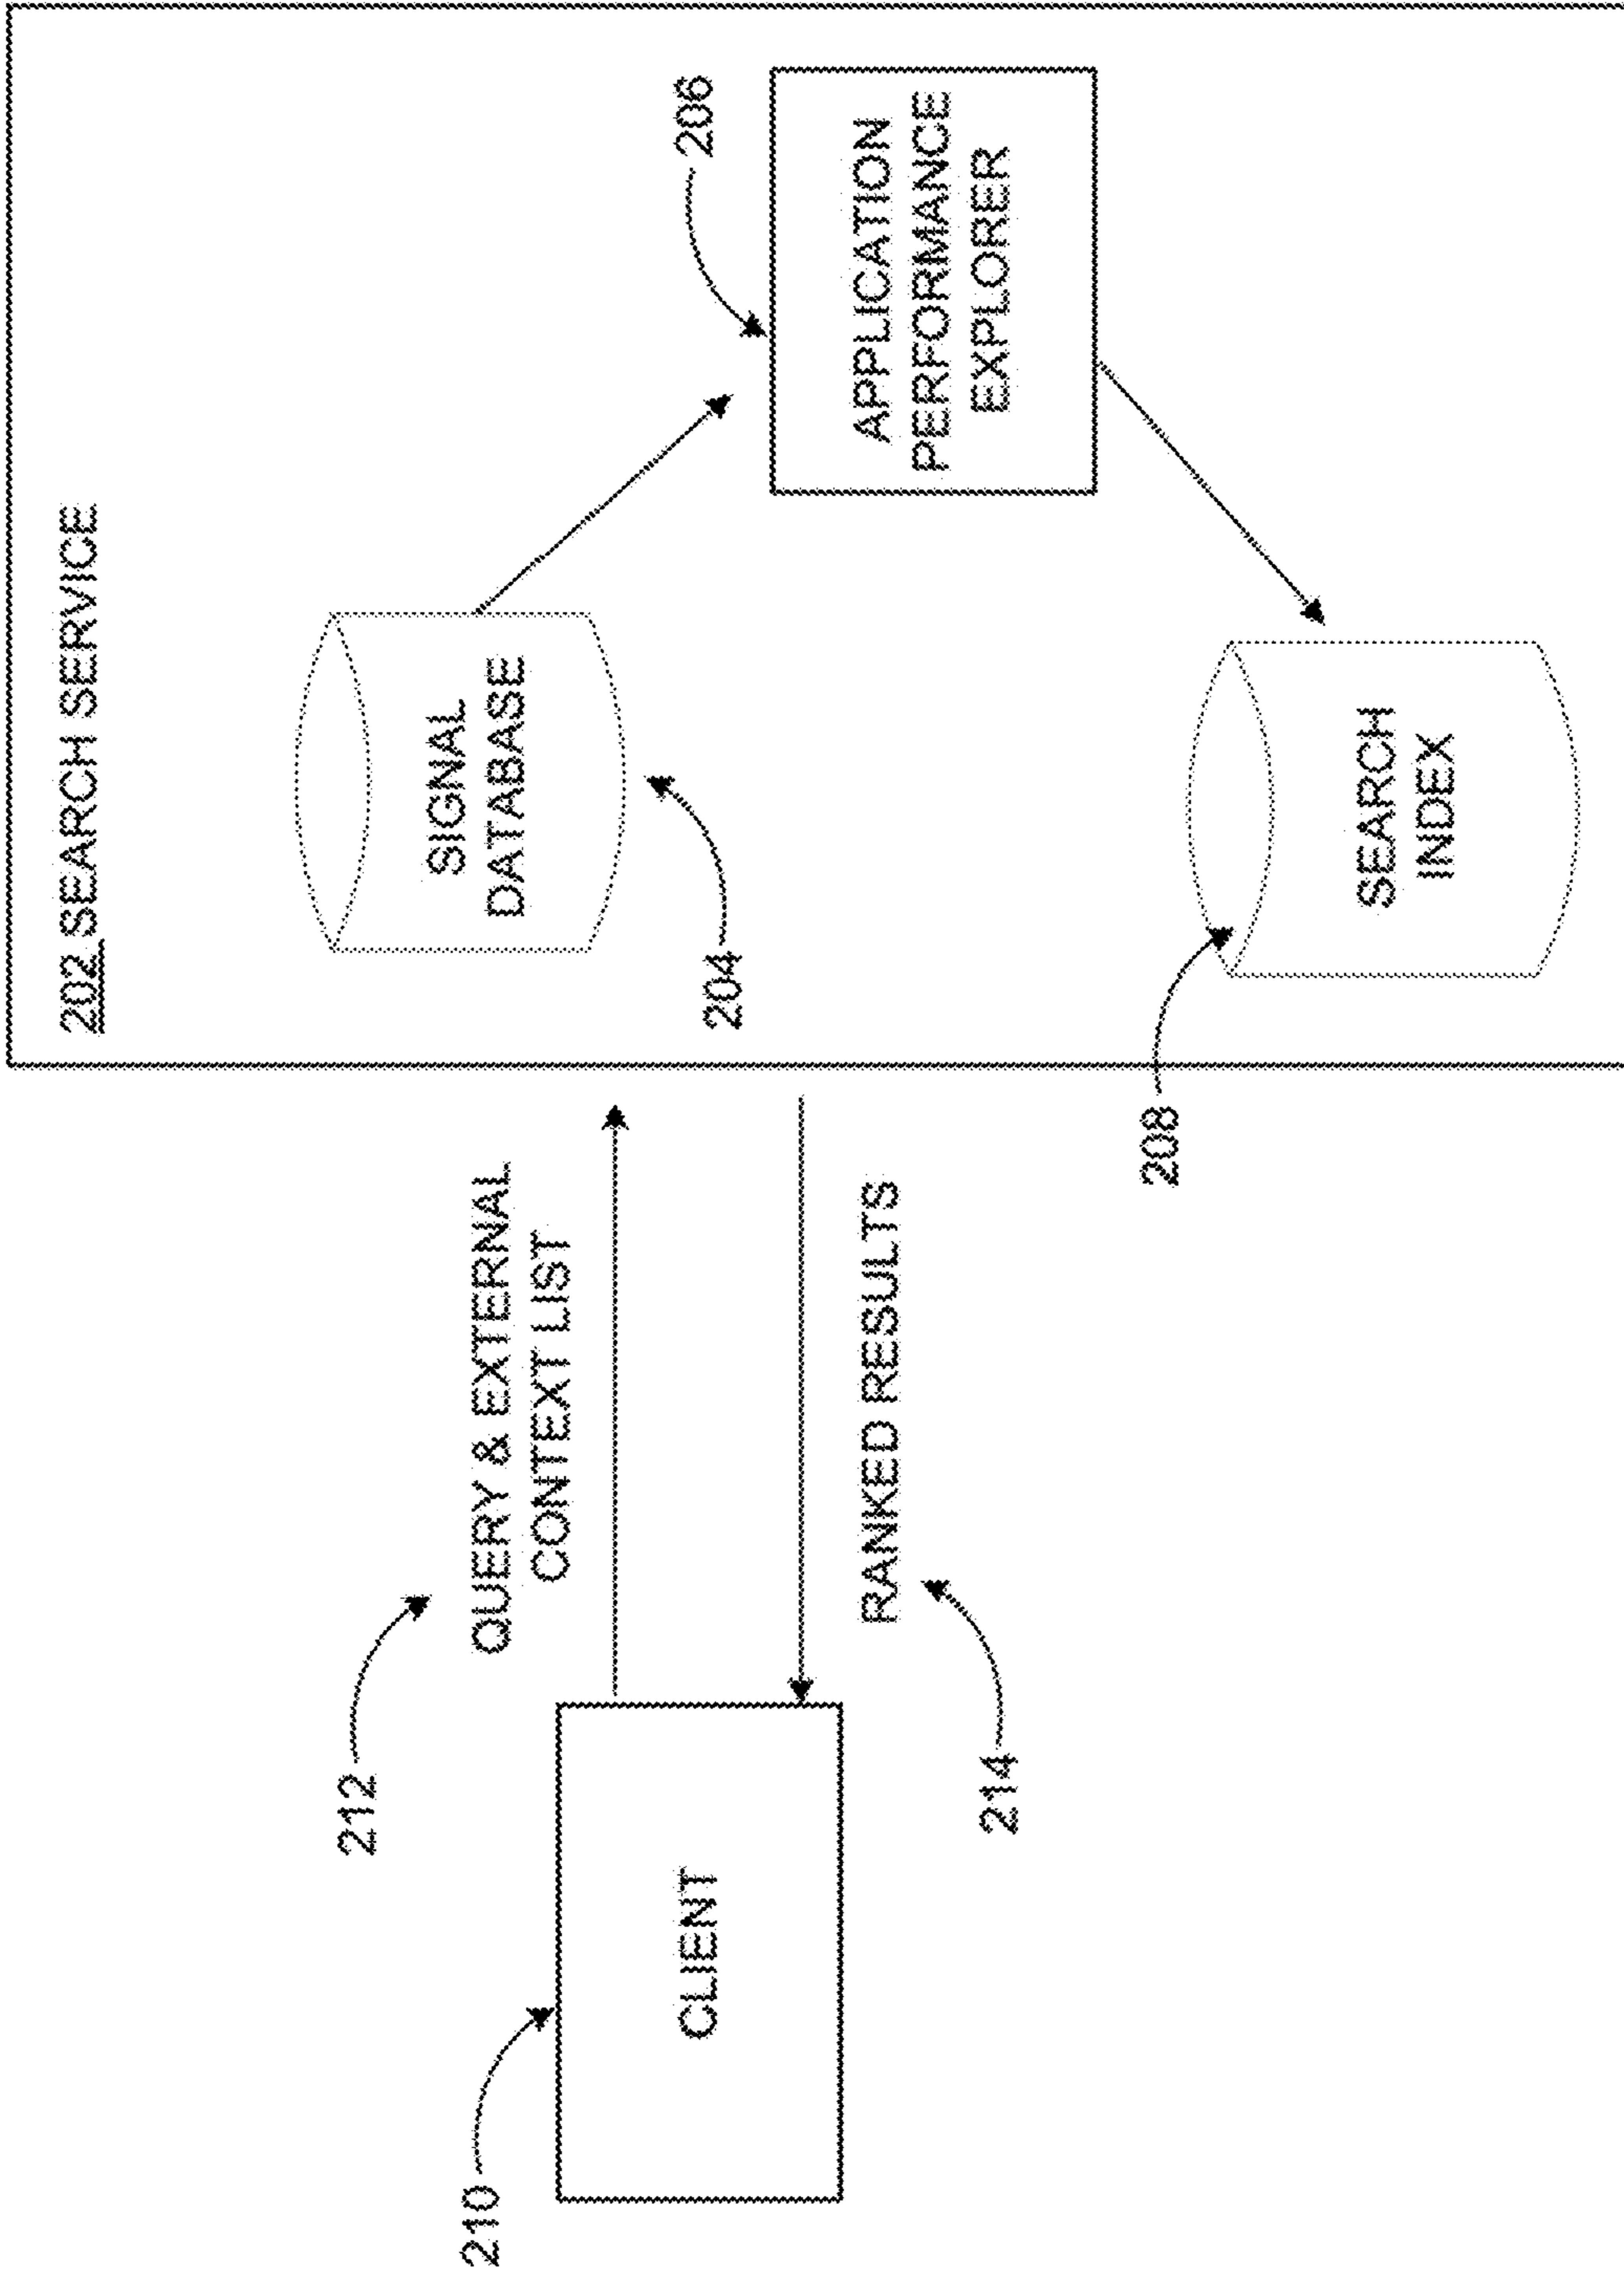 202 SEARCH SERVICE
212
QUERY & EXTERNAL
CONTEXT LIST
SIGNAL
DATABASE
204
206
APPLICATION
PERFORMANCE
EXPLORER
210
CLIENT
RANKED RESULTS
214
208
SEARCH
INDEX